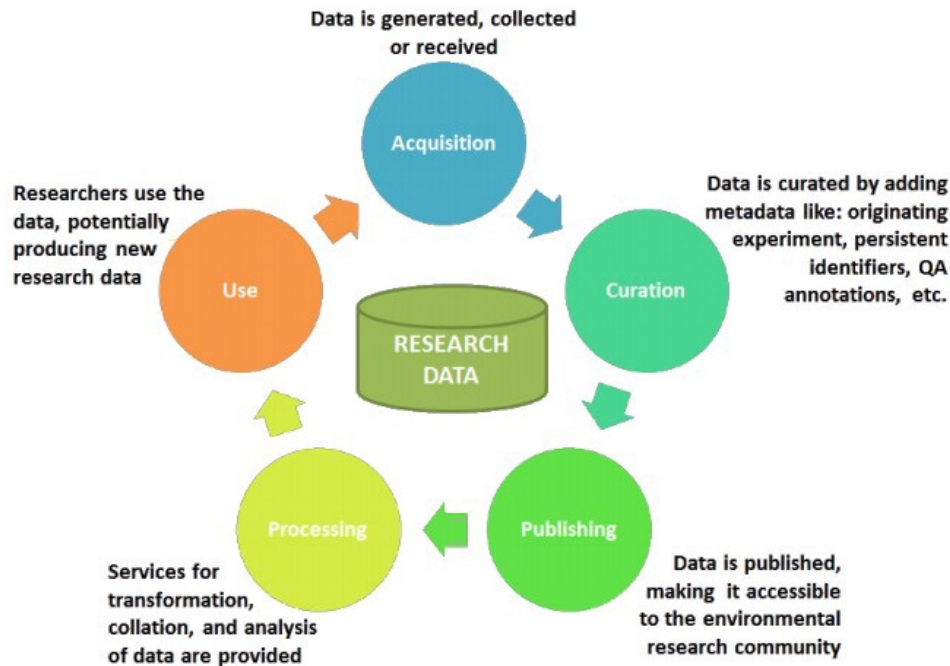 Data is generated, collected
or received
Acquisition
Data is curated by adding
metadata like: originating
experiment, persistent
identifiers, QA
annotations, etc.
Curation
Data is published,
making it accessible
to the environmental
research community
Publishing
Services for
transformation,
collation, and analysis
of data are provided
Processing
Researchers use the
data, potentially
producing new
research data
Use
RESEARCH
DATA